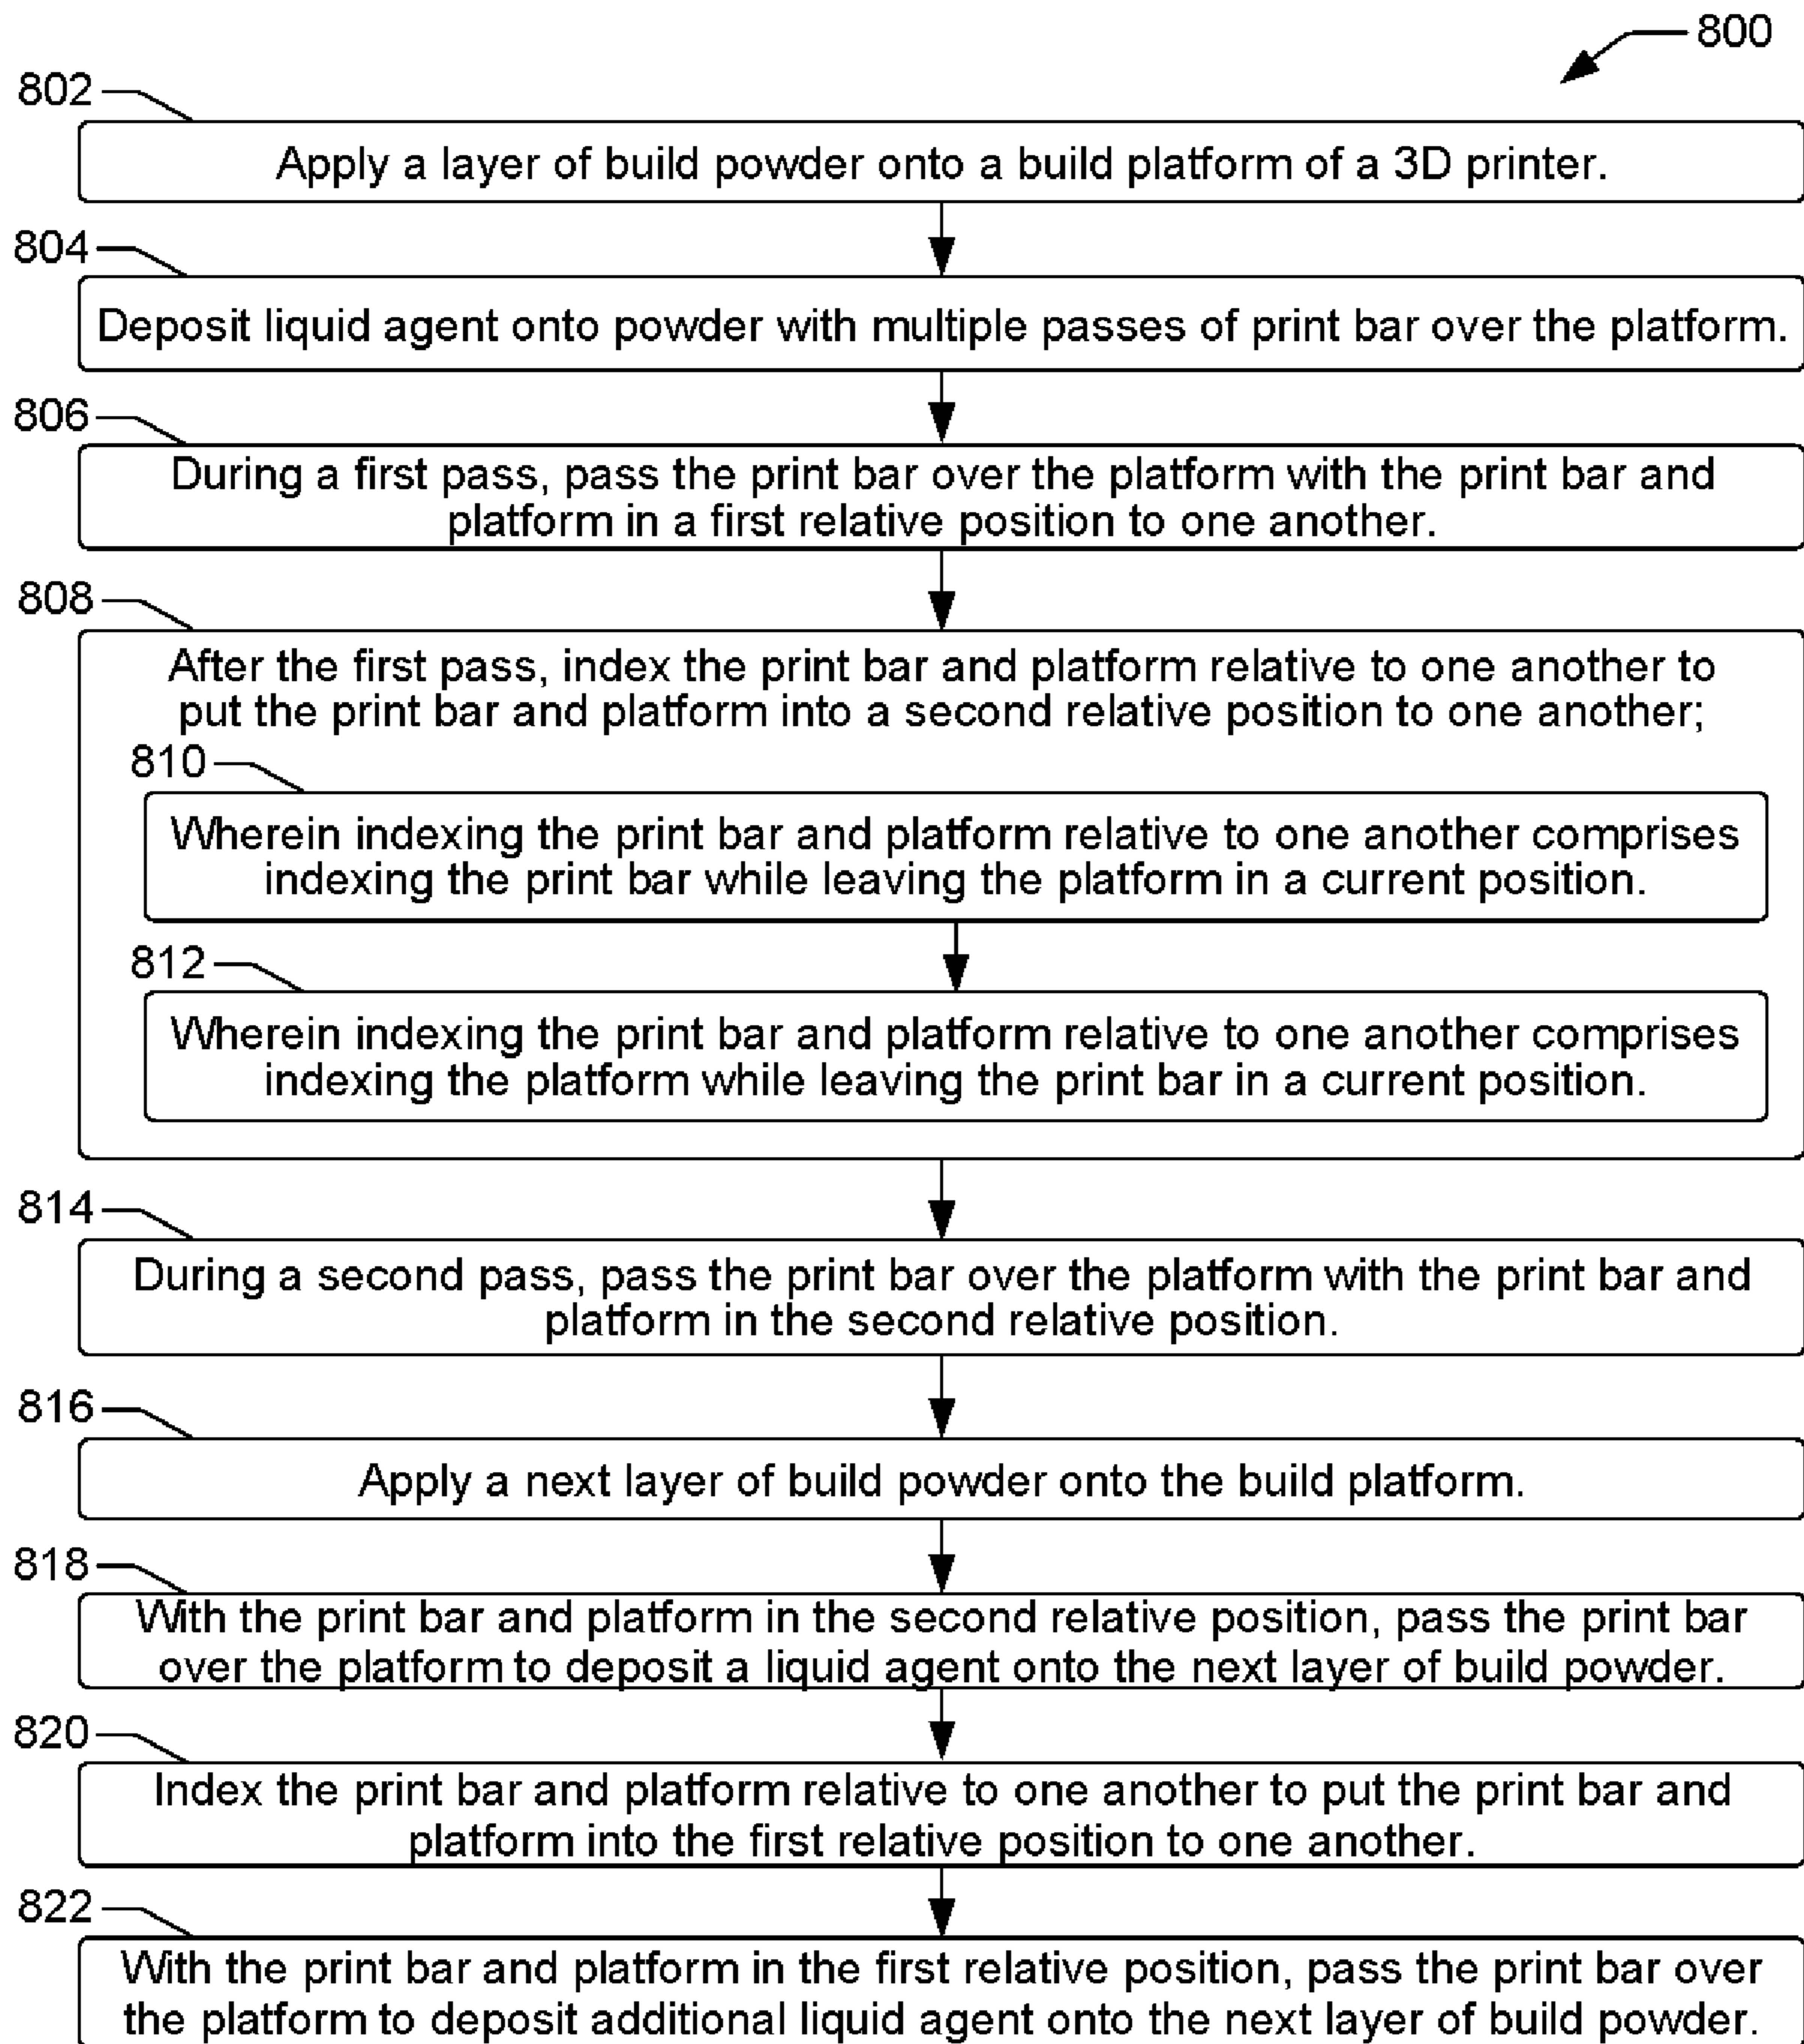 800
802
Apply a layer of build powder onto a build platform of a 3D printer.
804
Deposit liquid agent onto powder with multiple passes of print bar over the platform.
806
During a first pass, pass the print bar over the platform with the print bar and
platform in a first relative position to one another.
808
After the first pass, index the print bar and platform relative to one another to
put the print bar and platform into a second relative position to one another;
810
Wherein indexing the print bar and platform relative to one another comprises
indexing the print bar while leaving the platform in a current position.
812
Wherein indexing the print bar and platform relative to one another comprises
indexing the platform while leaving the print bar in a current position.
814
During a second pass, pass the print bar over the platform with the print bar and
platform in the second relative position.
816
Apply a next layer of build powder onto the build platform.
818
With the print bar and platform in the second relative position, pass the print bar
over the platform to deposit a liquid agent onto the next layer of build powder.
820
Index the print bar and platform relative to one another to put the print bar and
platform into the first relative position to one another.
822
With the print bar and platform in the first relative position, pass the print bar over
the platform to deposit additional liquid agent onto the next layer of build powder.